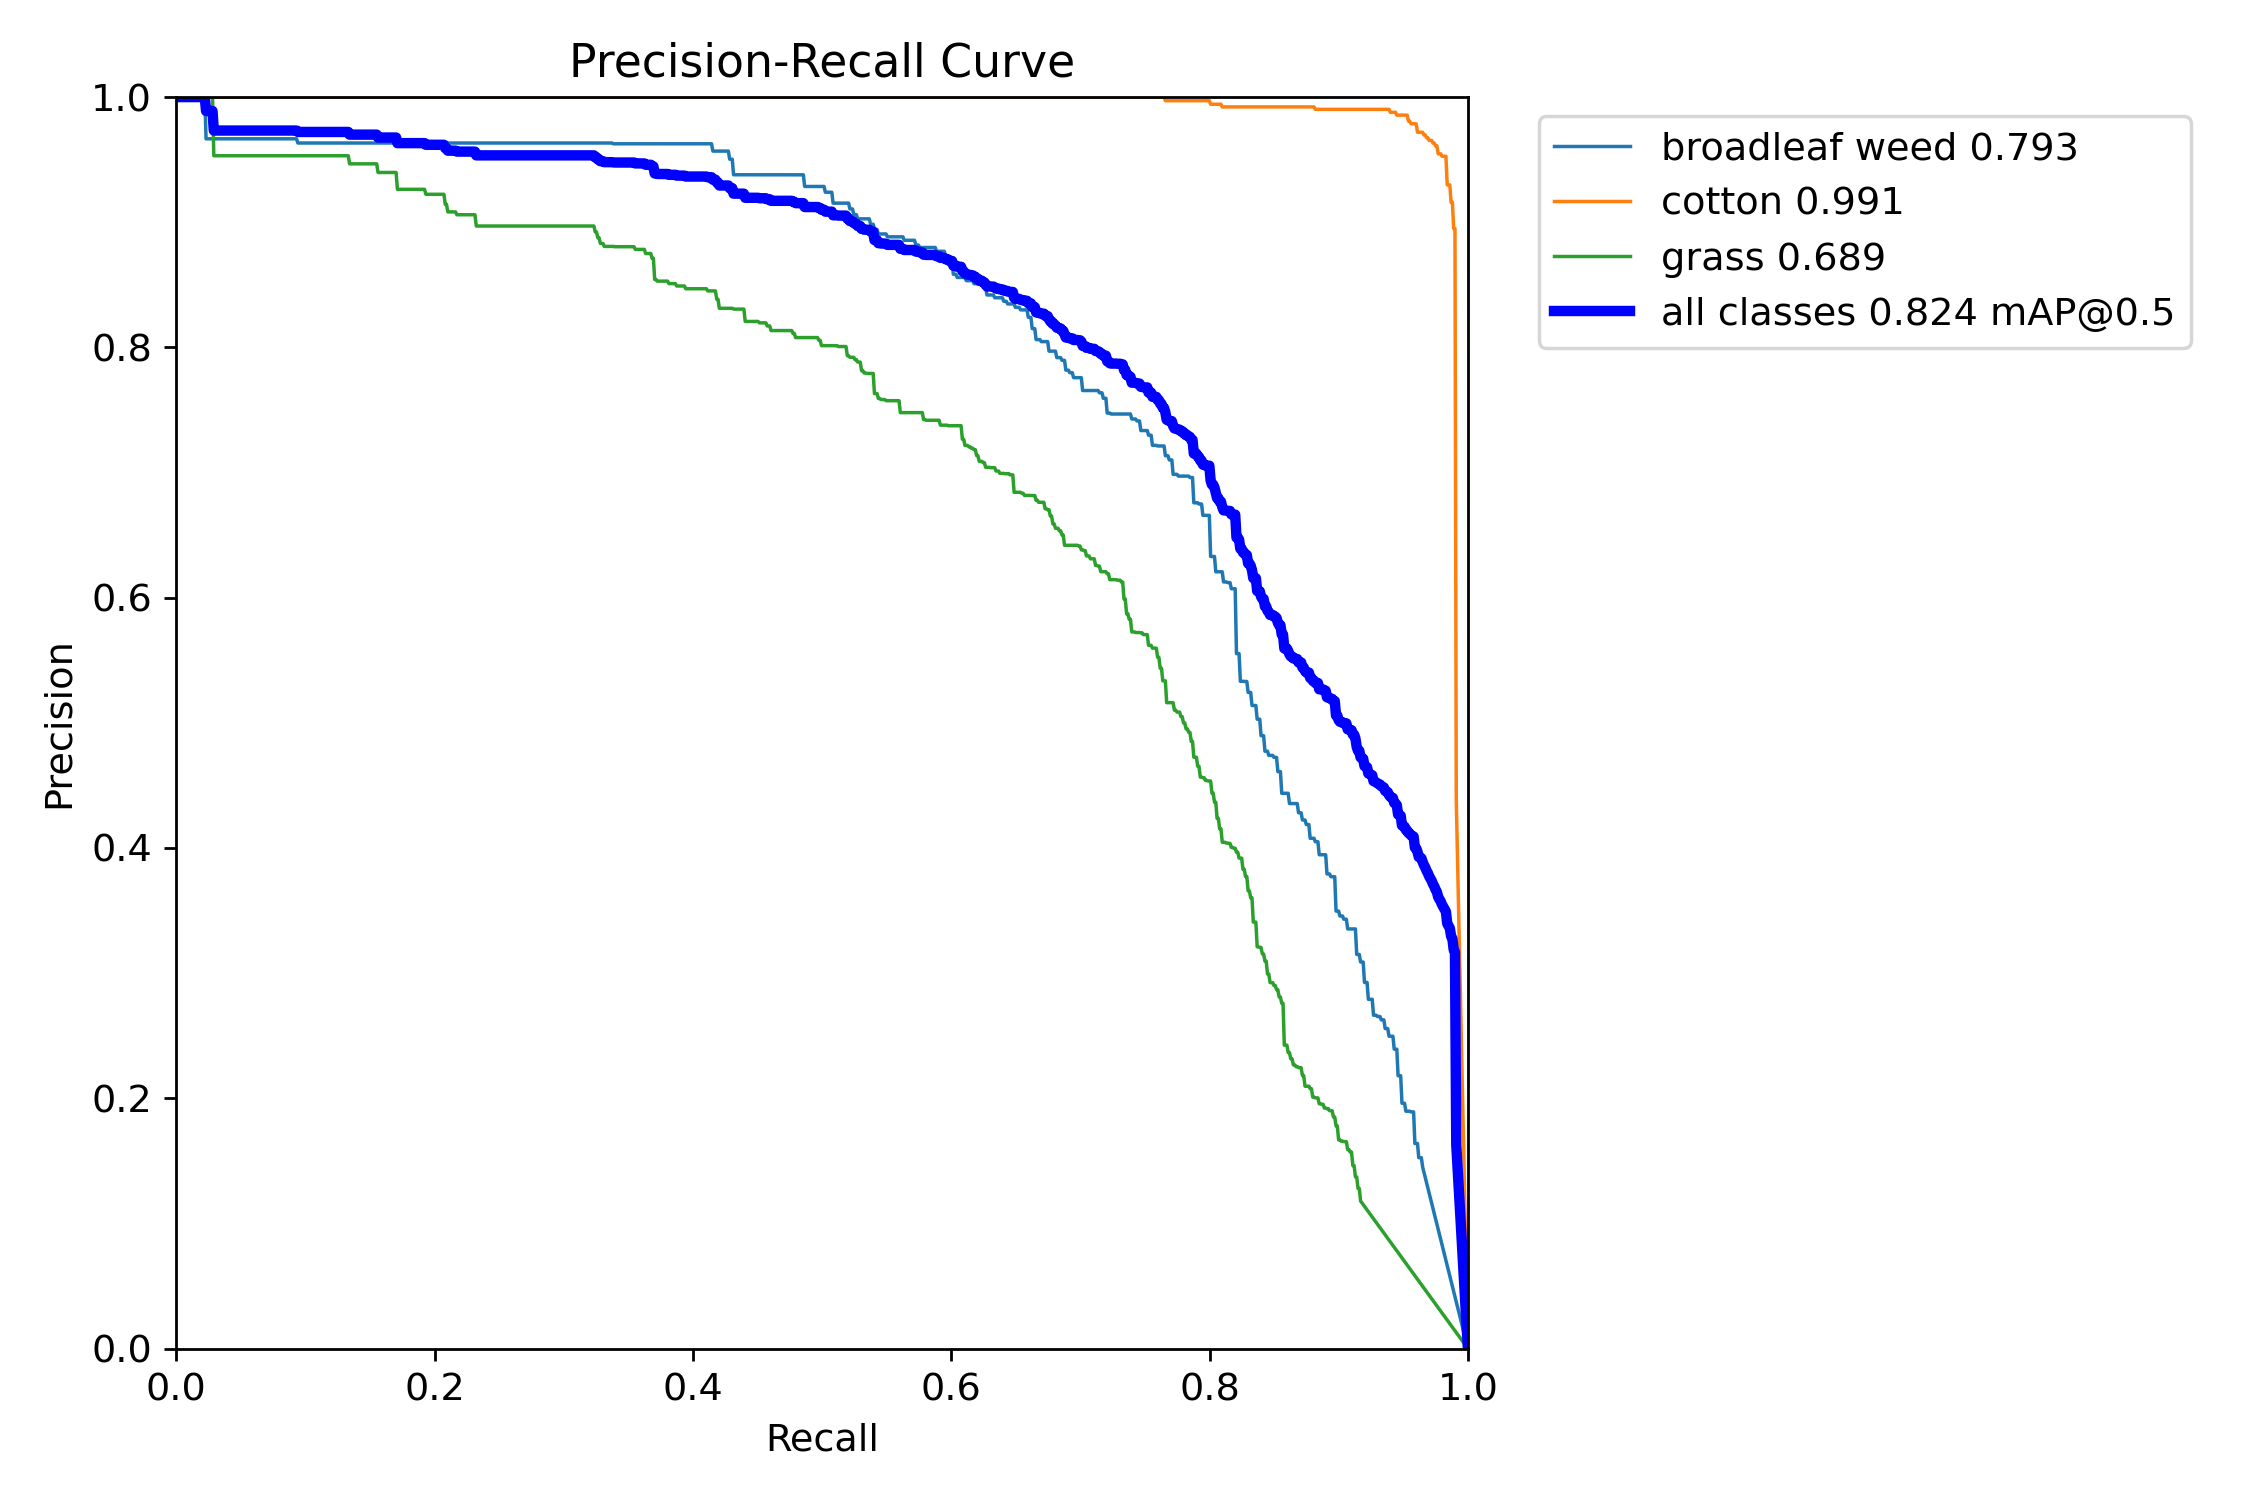 Precision-Recall Curve
1.0
0.8
0.6
0.4
0.2
0.0
Precision
0.0 0.2 0.4 0.6 0.8 1.0
Recall
broadleaf weed 0.793
cotton 0.991
grass 0.689
all classes 0.824 mAP@0.5